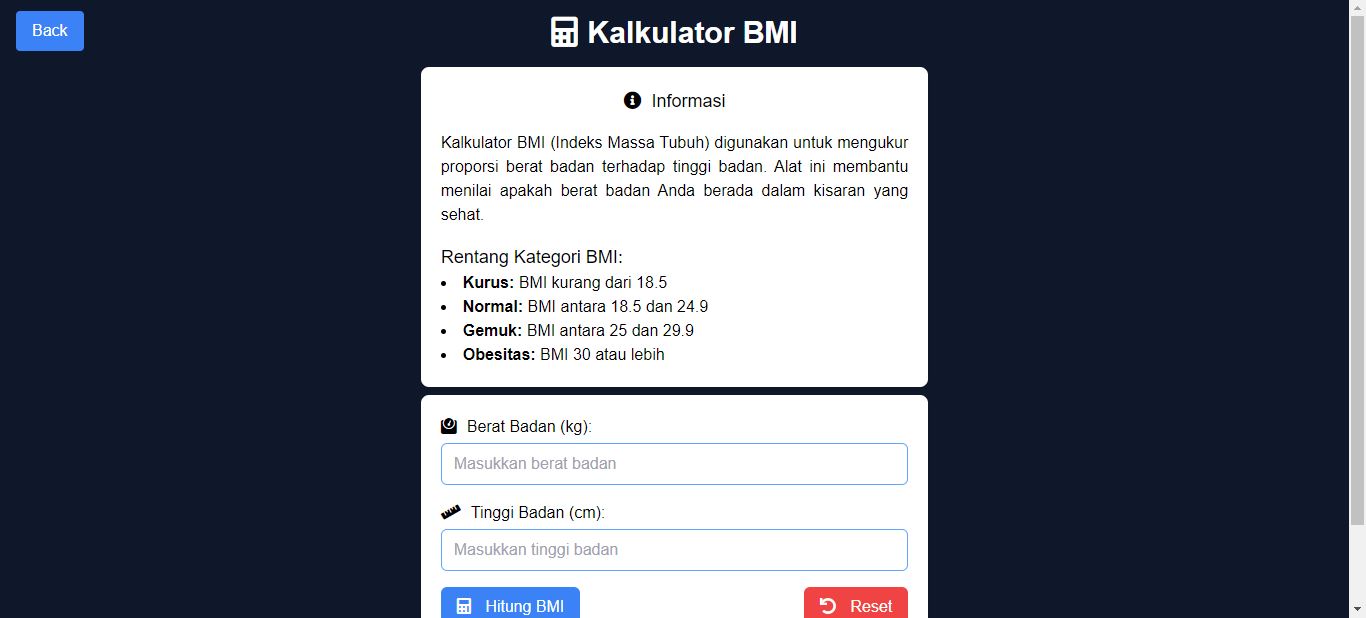 Back
Kalkulator BMI
Informasi
Kalkulator BMI (Indeks Massa Tubuh) digunakan untuk mengukur
proporsi berat badan terhadap tinggi badan. Alat ini membantu
menilai apakah berat badan Anda berada dalam kisaran yang
sehat.
Rentang Kategori BMI:
Kurus: BMI kurang dari 18.5
Normal: BMI antara 18.5 dan 24.9
Gemuk: BMI antara 25 dan 29.9
Obesitas: BMI 30 atau lebih
Berat Badan (kg):
Masukkan berat badan
Tinggi Badan (cm):
Masukkan tinggi badan
Hitung BMI
Reset